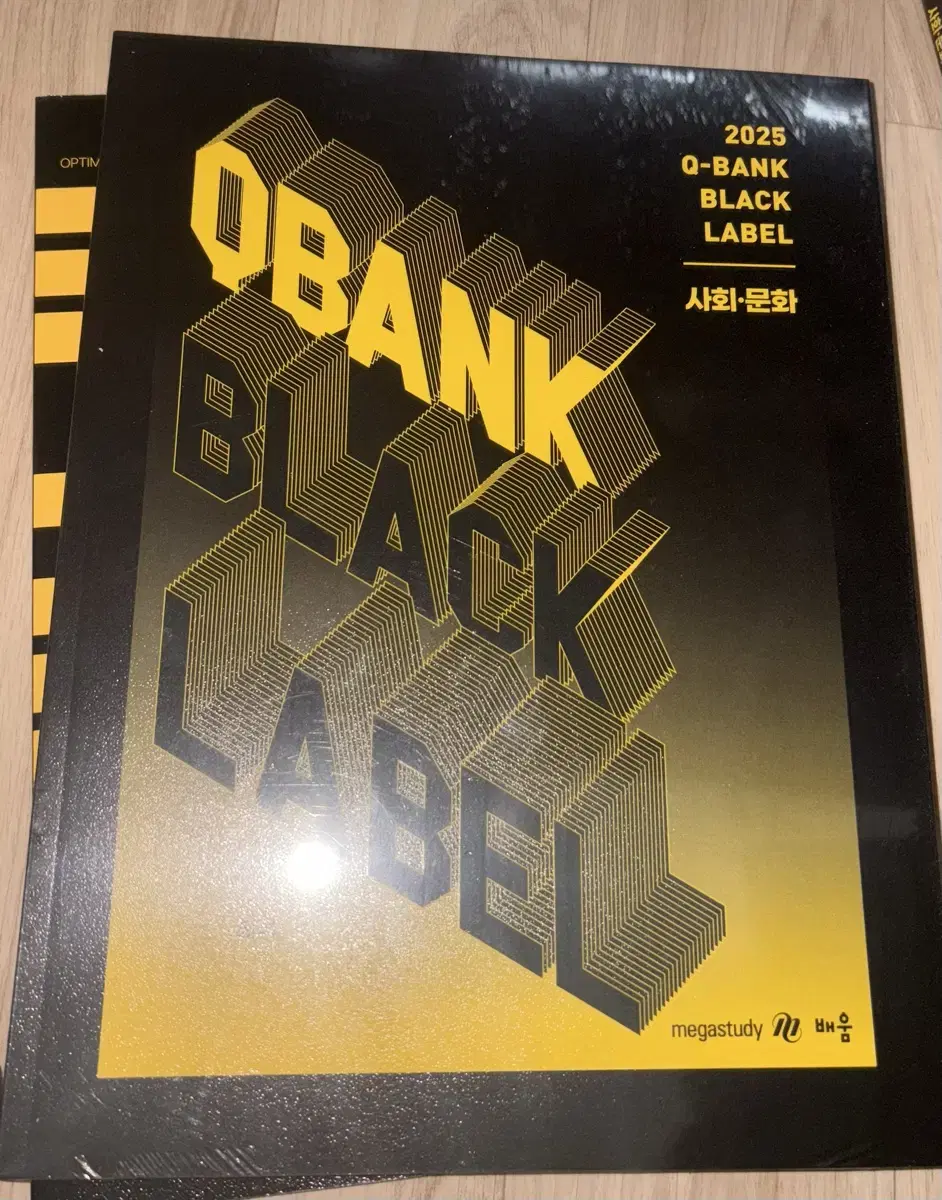 OPTIM
2025
Q-BANK
BLACK
LABEL
사회·문화
QBANK
BLACK
LABEL
megastudy 배움